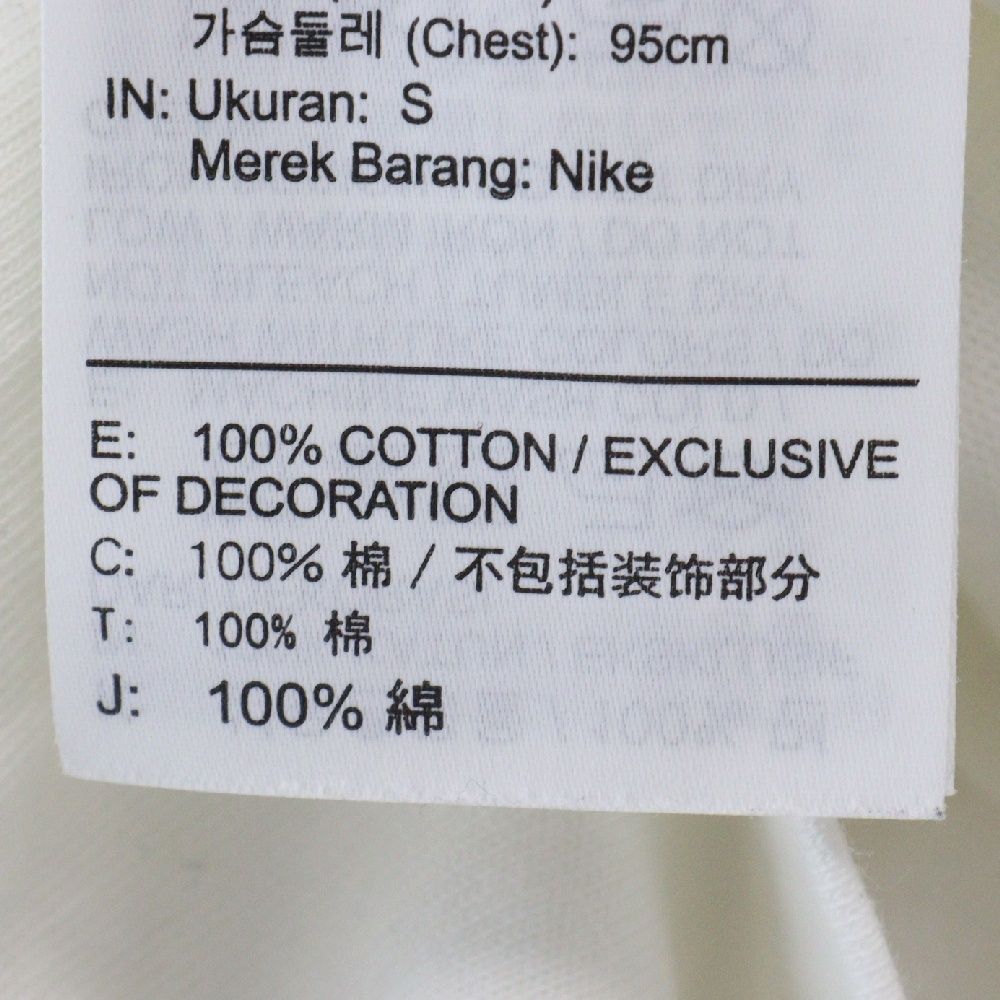 가슴둘레 (Chest): 95cm
IN: Ukuran: S
Merek Barang: Nike
E: 100% COTTON / EXCLUSIVE
OF DECORATION
C: 100% 棉 / 不包括装饰部分
T: 100% 棉
J: 100% 綿